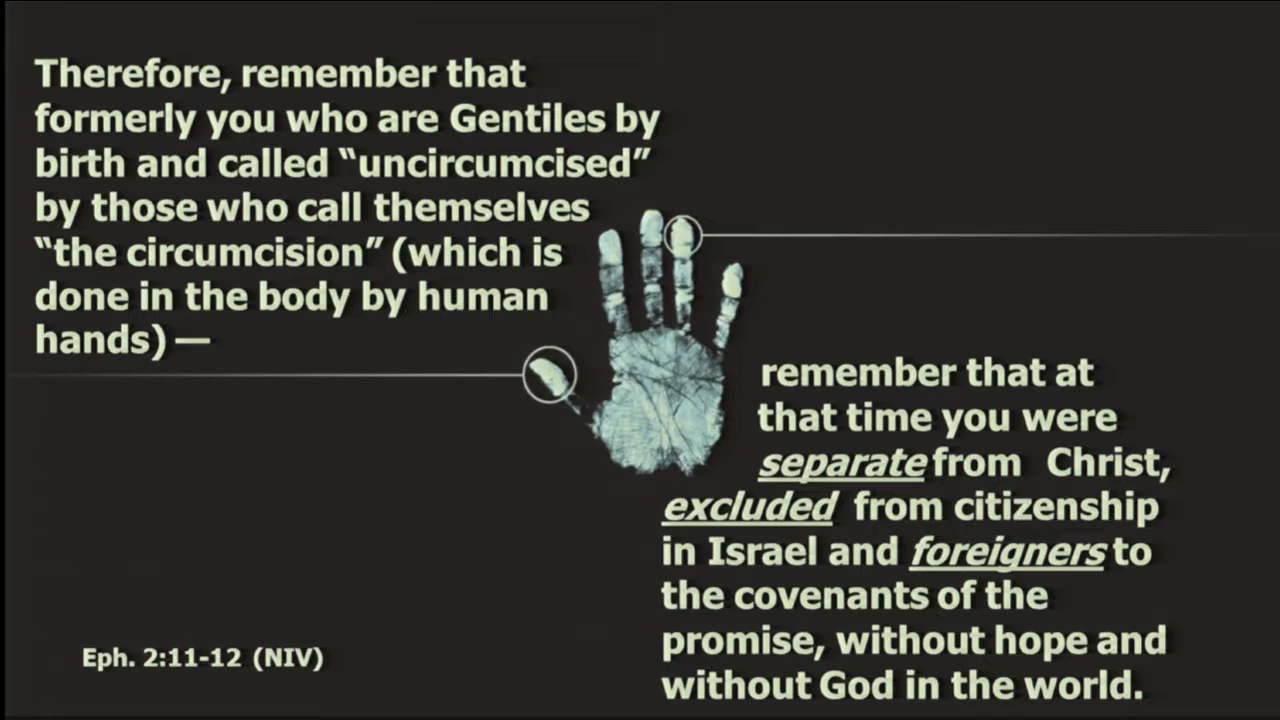 Therefore, remember that
formerly you who are Gentiles by
birth and called “uncircumcised”
by those who call themselves
“the circumcision” (which is
done in the body by human
hands) —
remember that at
that time you were
separate from Christ,
excluded from citizenship
in Israel and foreigners to
the covenants of the
promise, without hope and
without God in the world.
Eph. 2:11-12 (NIV)